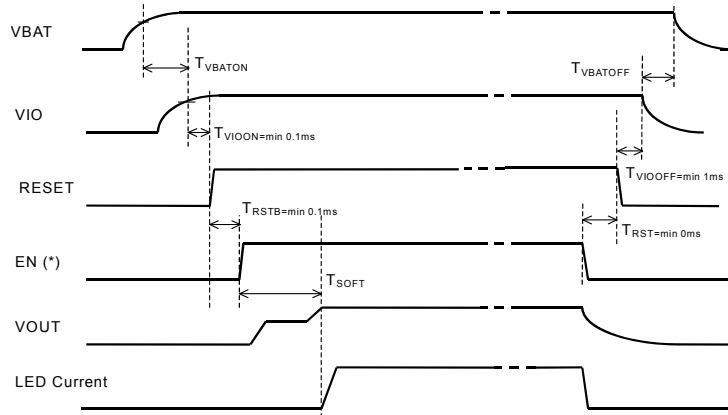 VBAT
TVBATON
TVBATOFF
VIO
TVIOON=min 0.1ms
TVIOOFF=min 1ms
RESET
TRSTB=min 0.1ms
TRST=min 0ms
EN (*)
TSOFT
VOUT
LED Current